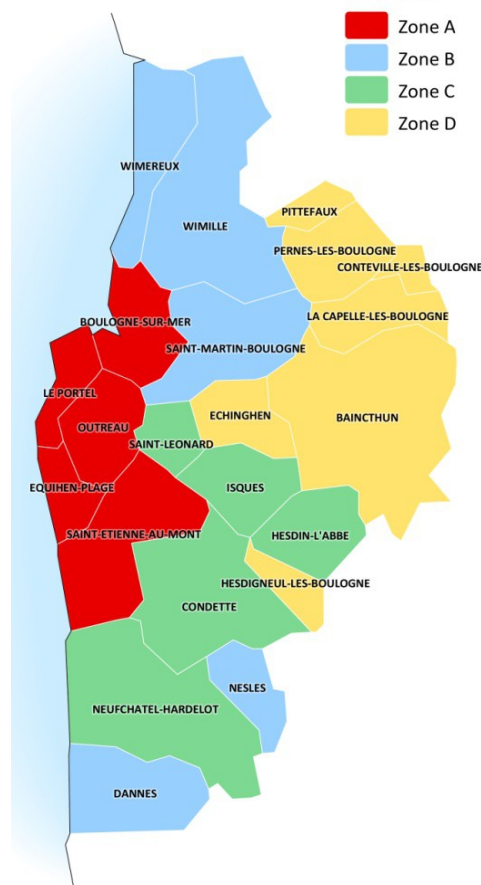 Zone A
Zone B
Zone C
Zone D
WIMEREUX
WIMILLE
PITTEFAUX
PERNES-LES-BOULOGNE
CONTEVILLE-LES-BOULOGNE
LA CAPELLE-LES-BOULOGNE
BOULOGNE-SUR-MER
SAINT-MARTIN-BOULOGNE
LE PORTEL
ECHINGHEN
BAINCTHUN
OUTREAU
SAINT-LEONARD
EQUIHEN-PLAGE
ISQUES
SAINT-ETIENNE-AU-MONT
HESDIN-L'ABBE
HESDIGNEUL-LES-BOULOGNE
CONDETTE
NESLES
NEUFCHATEL-HARDELOT
DANNES